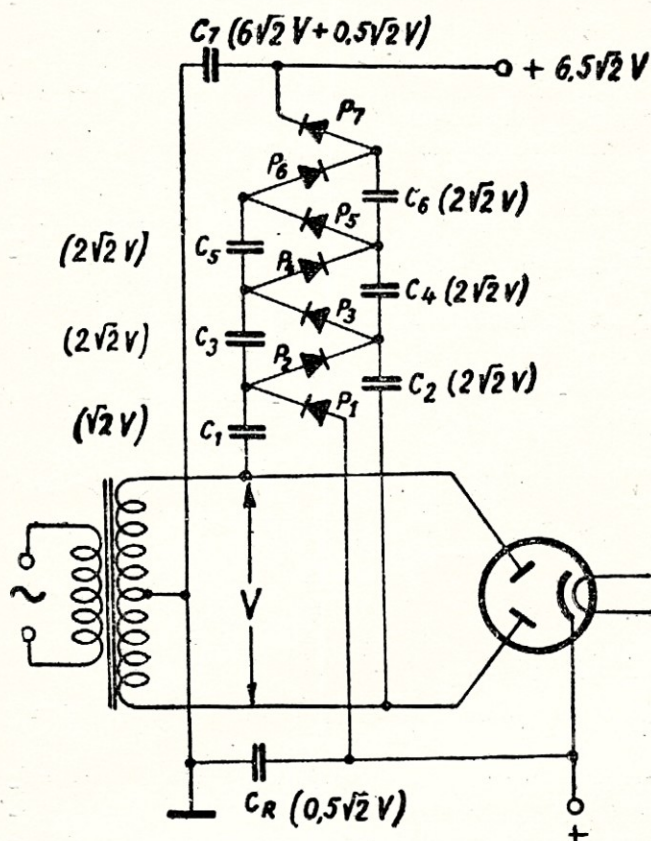 C7 (6√2 V + 0,5√2 V)
+ 6,5√2 V
P7
P6
C6 (2√2 V)
P5
(2√2 V) C5
P4
C4 (2√2 V)
P3
(2√2 V) C3
P2
C2 (2√2 V)
P1
(√2 V) C1
~
V
CR (0,5√2 V)
+